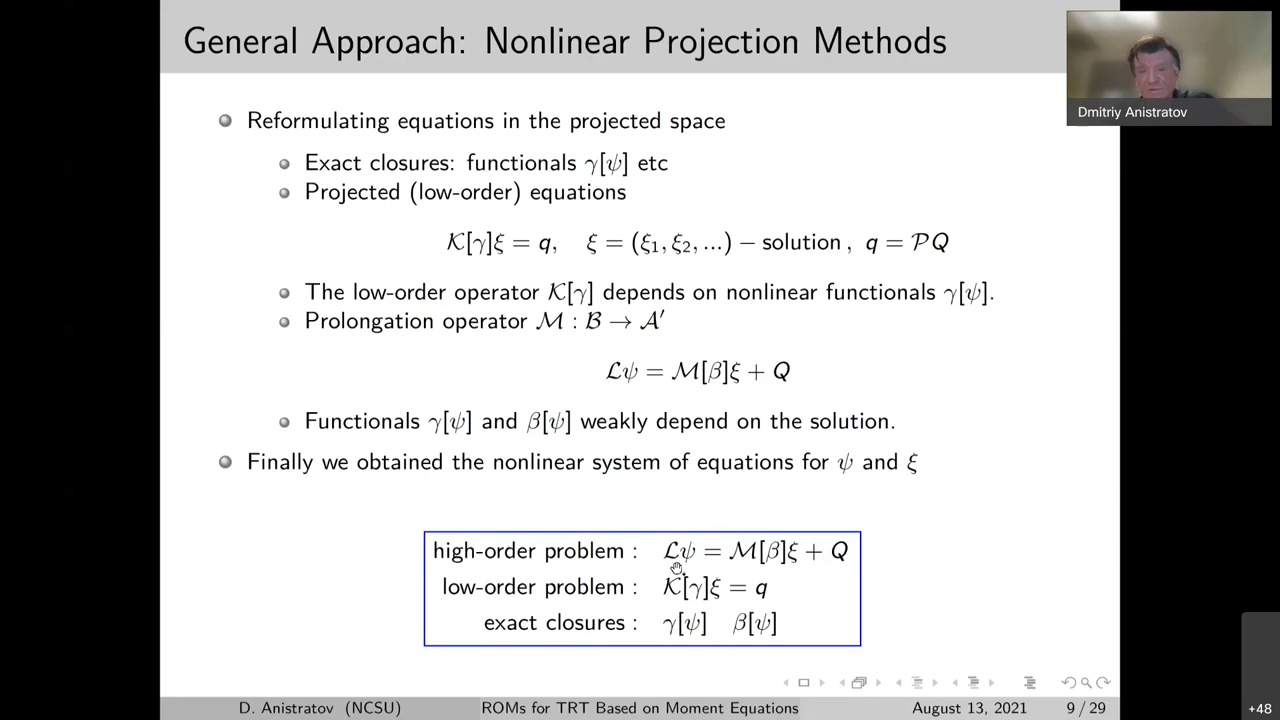 General Approach: Nonlinear Projection Methods
Dmitriy Anistratov
Reformulating equations in the projected space
Exact closures: functionals γ[ψ] etc
Projected (low-order) equations
𝒦[γ]ξ = q, ξ = (ξ₁, ξ₂, ...) − solution , q = 𝒫Q
The low-order operator 𝒦[γ] depends on nonlinear functionals γ[ψ].
Prolongation operator ℳ : ℬ → 𝒜′
ℒψ = ℳ[β]ξ + Q
Functionals γ[ψ] and β[ψ] weakly depend on the solution.
Finally we obtained the nonlinear system of equations for ψ and ξ
high-order problem : ℒψ = ℳ[β]ξ + Q
low-order problem : 𝒦[γ]ξ = q
exact closures : γ[ψ] β[ψ]
D. Anistratov (NCSU) ROMs for TRT Based on Moment Equations August 13, 2021 9 / 29
+48